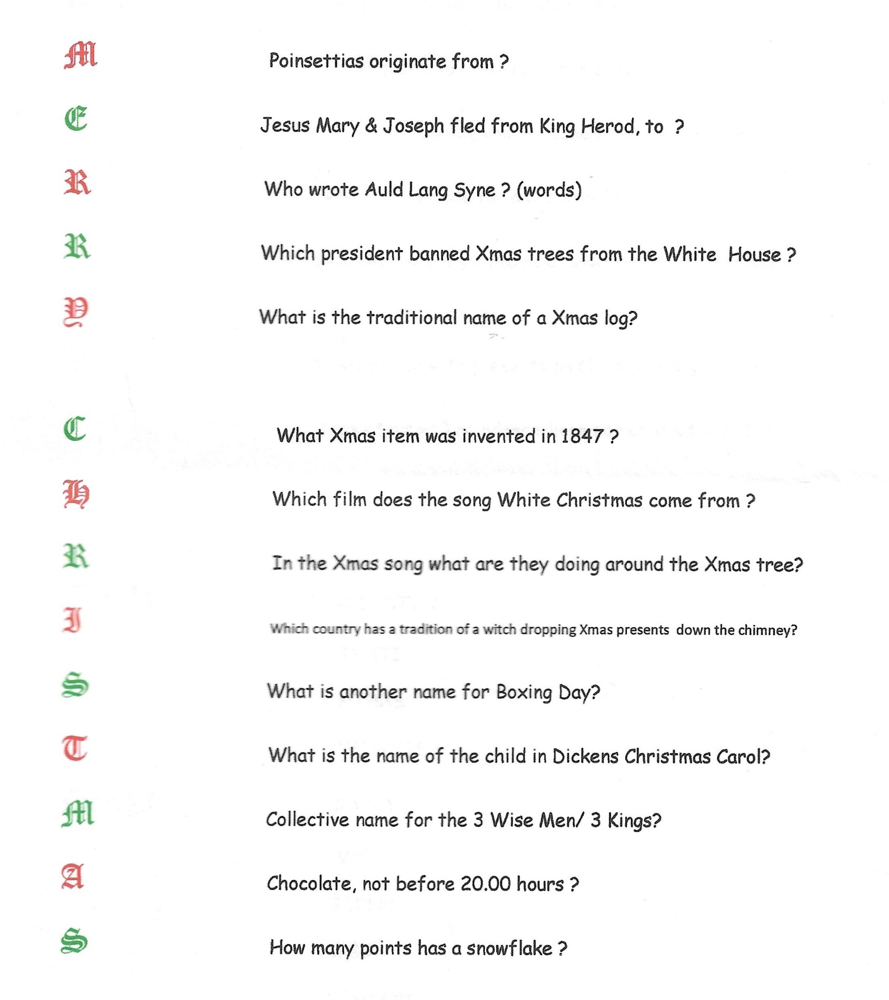 M Poinsettias originate from ?
E Jesus Mary & Joseph fled from King Herod, to ?
R Who wrote Auld Lang Syne ? (words)
R Which president banned Xmas trees from the White House ?
Y What is the traditional name of a Xmas log?
C What Xmas item was invented in 1847 ?
H Which film does the song White Christmas come from ?
R In the Xmas song what are they doing around the Xmas tree?
I Which country has a tradition of a witch dropping Xmas presents down the chimney?
S What is another name for Boxing Day?
T What is the name of the child in Dickens Christmas Carol?
M Collective name for the 3 Wise Men/ 3 Kings?
A Chocolate, not before 20.00 hours ?
S How many points has a snowflake ?